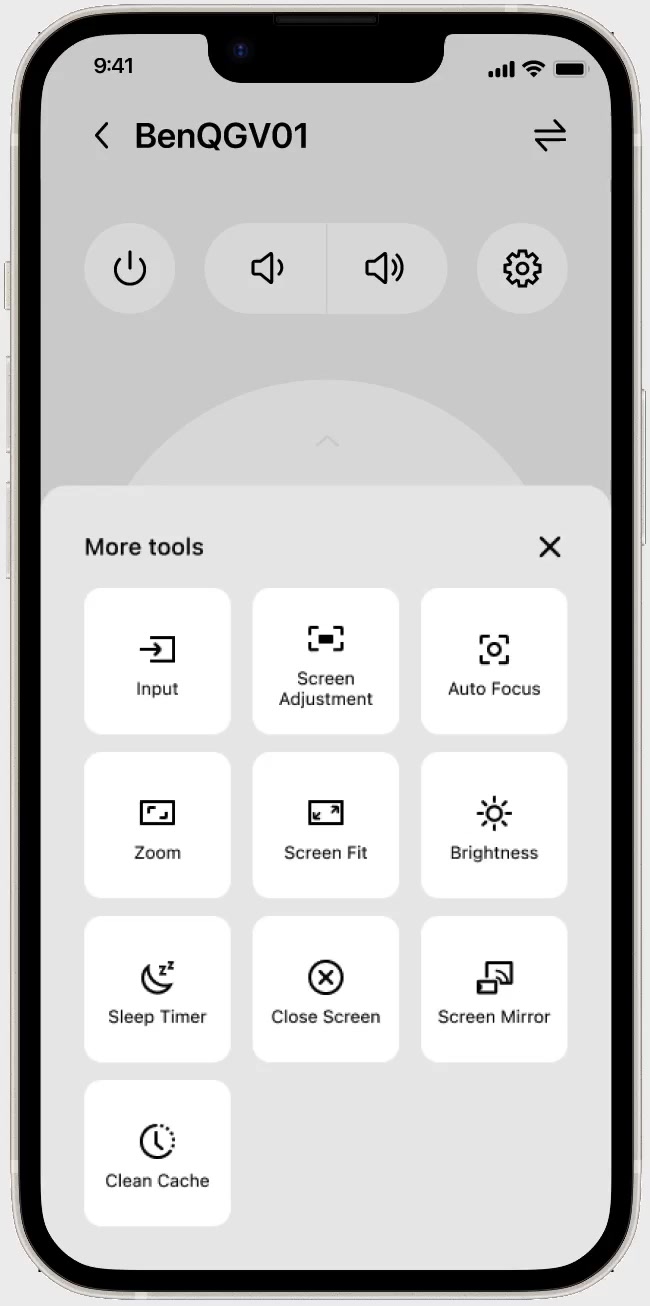 9:41
BenQGV01
More tools
Input
Screen
Adjustment
Auto Focus
Zoom
Screen Fit
Brightness
zz
Sleep Timer
Close Screen
Screen Mirror
Clean Cache